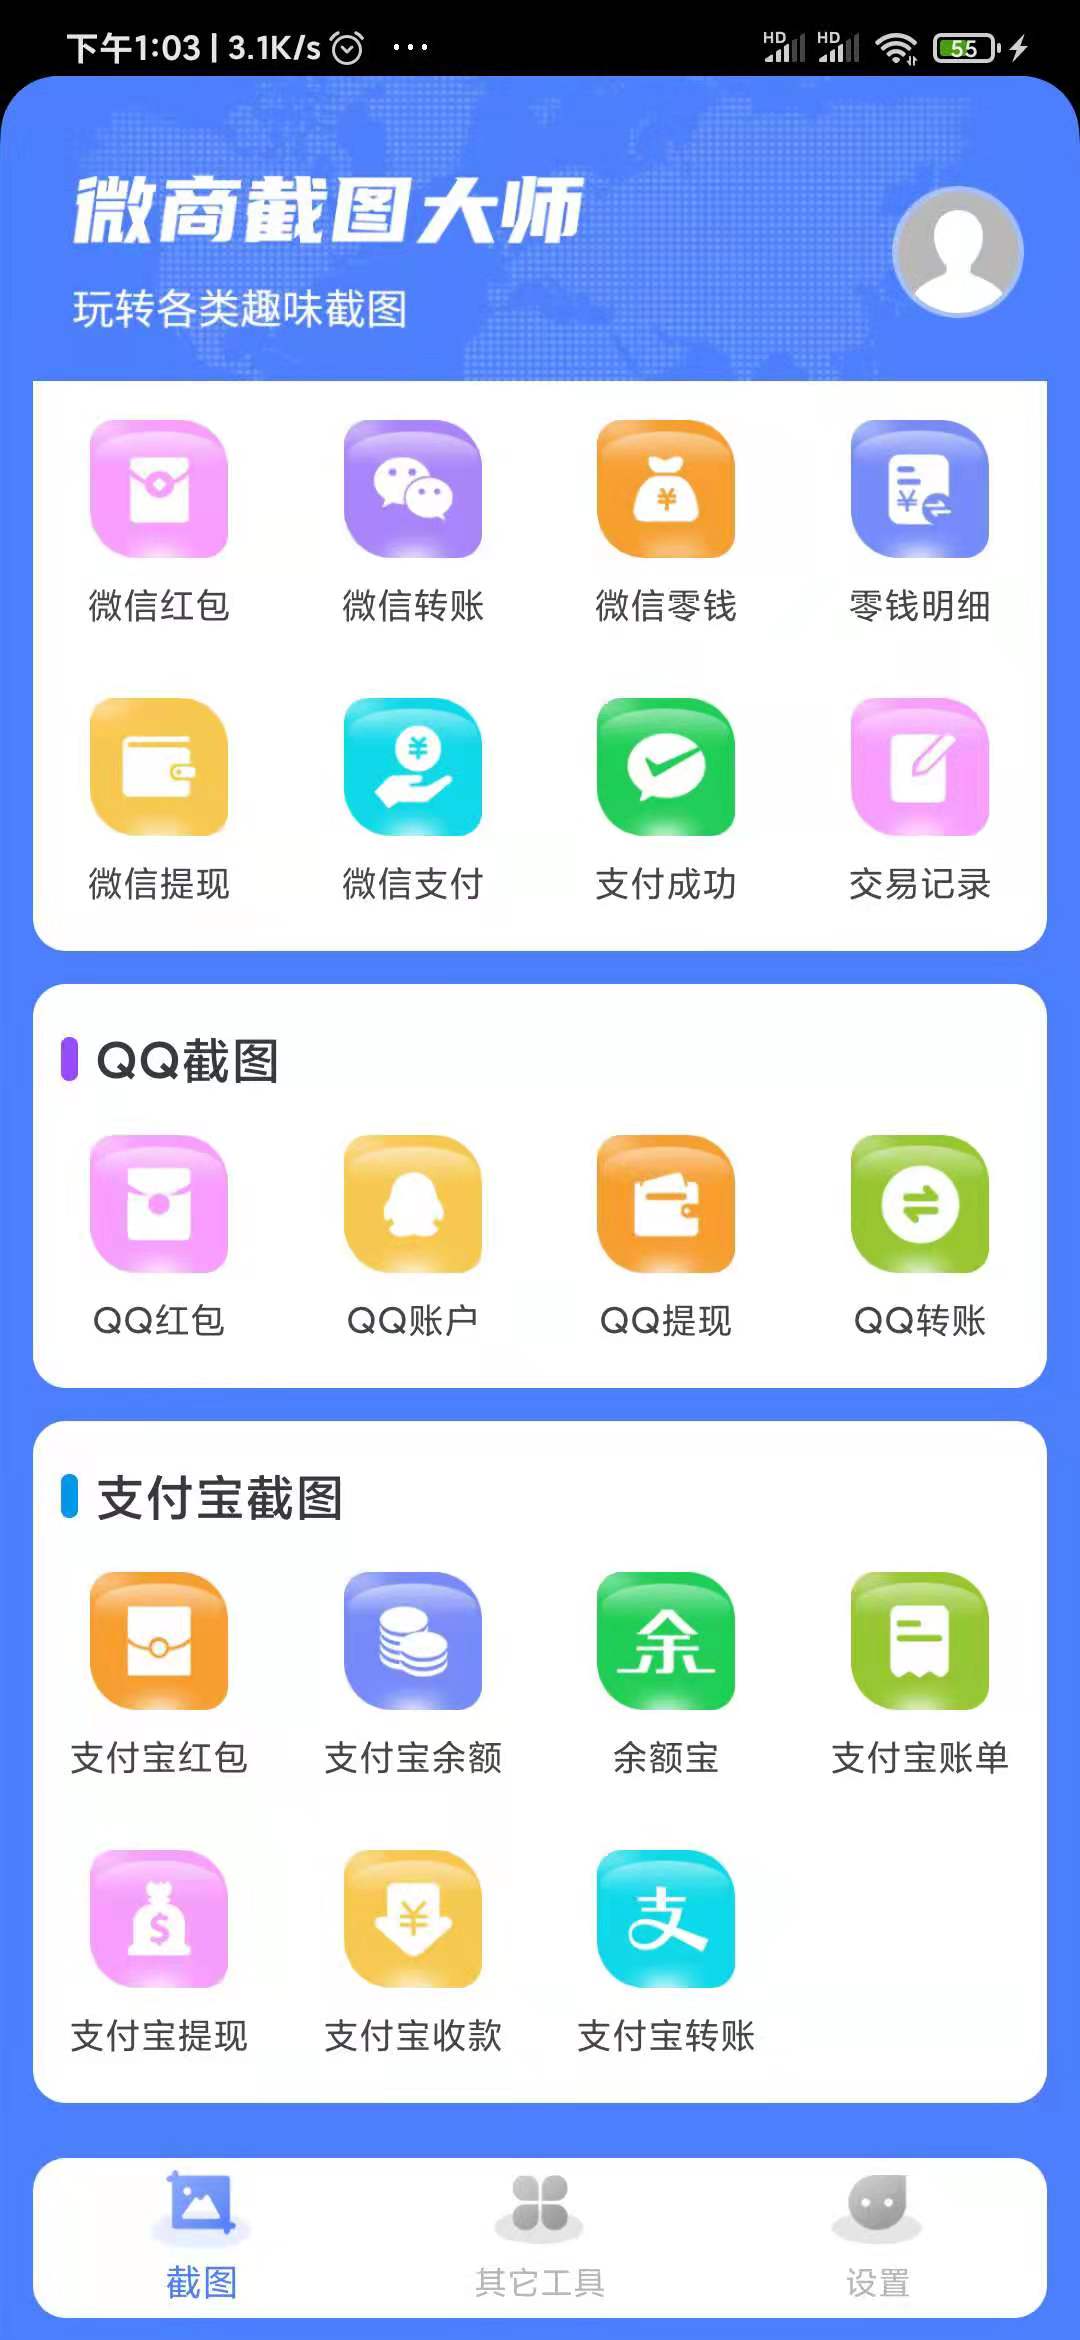 下午1:03 | 3.1K/s ··· HD HD 55
微商截图大师
玩转各类趣味截图
微信红包 微信转账 微信零钱 零钱明细
微信提现 微信支付 支付成功 交易记录
QQ截图
QQ红包 QQ账户 QQ提现 QQ转账
支付宝截图
余
支付宝红包 支付宝余额 余额宝 支付宝账单
$ ¥ 支
支付宝提现 支付宝收款 支付宝转账
截图 其它工具 设置